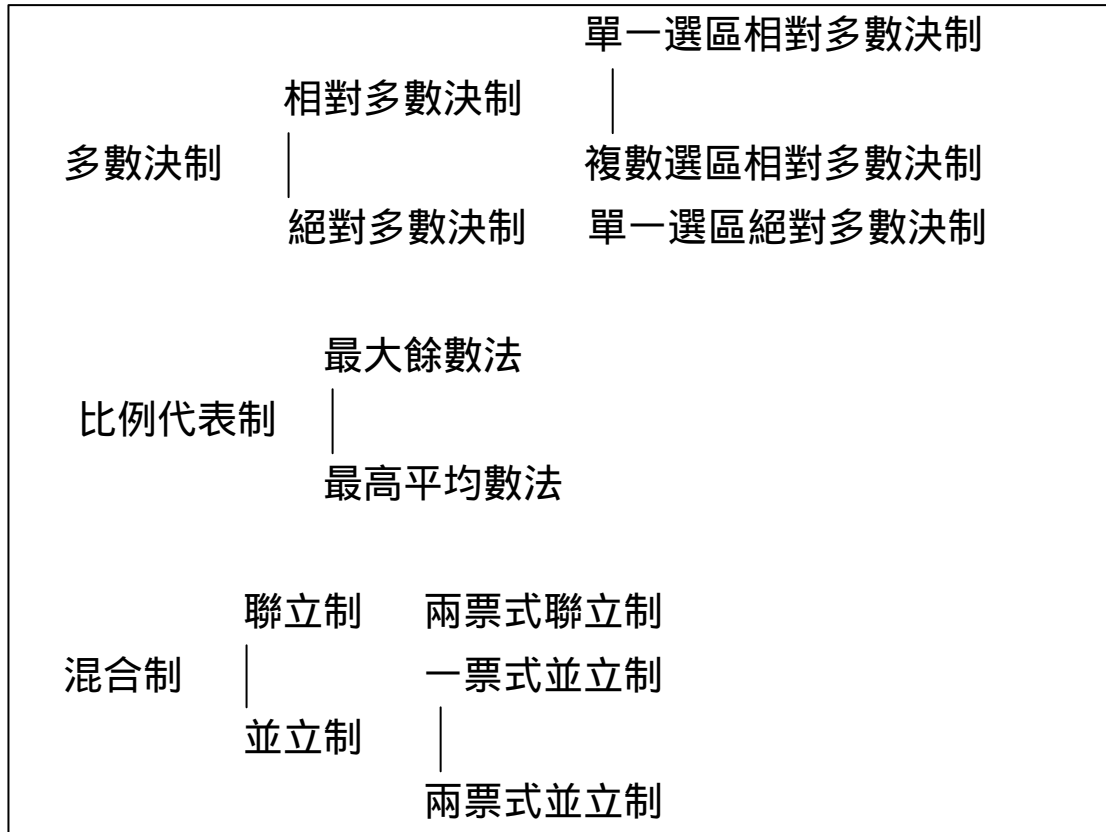 單一選區相對多數決制
相對多數決制
多數決制 複數選區相對多數決制
絕對多數決制 單一選區絕對多數決制
最大餘數法
比例代表制
最高平均數法
聯立制 兩票式聯立制
混合制 一票式並立制
並立制
兩票式並立制